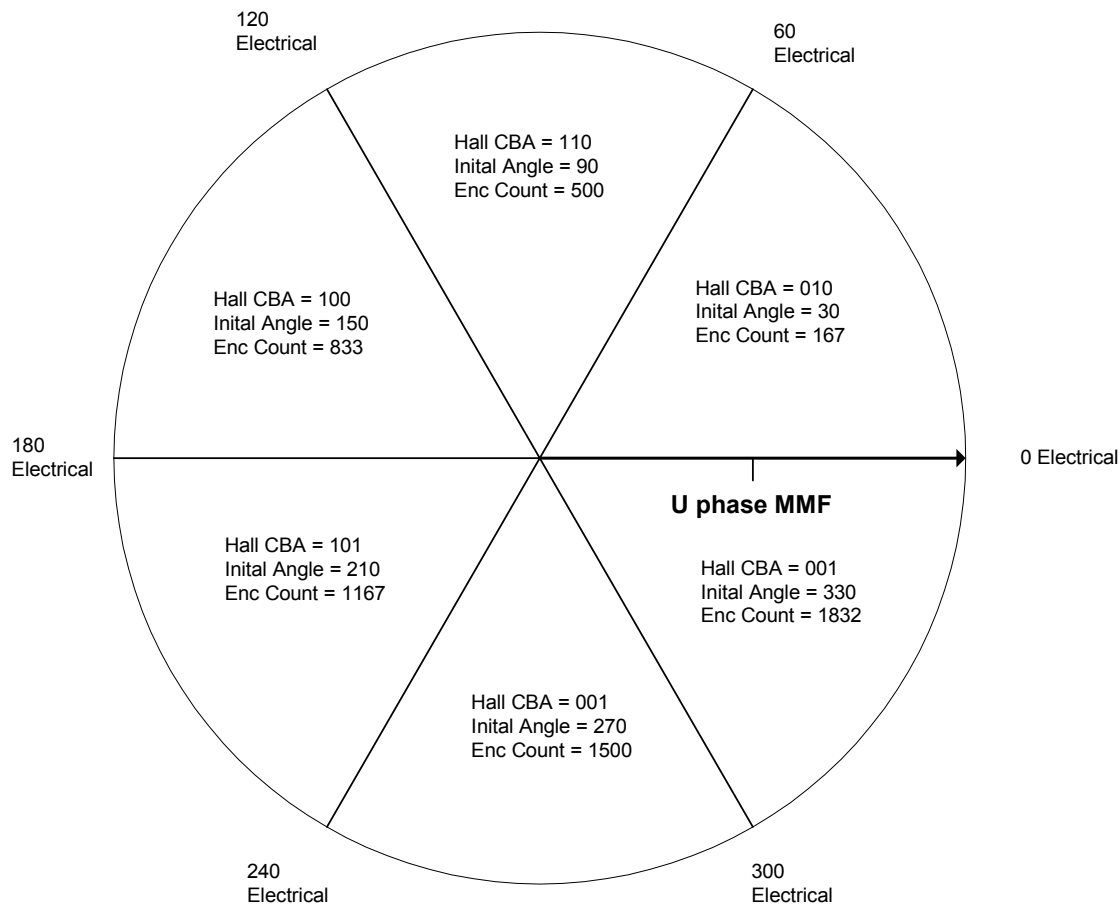 120
Electrical
60
Electrical
Hall CBA = 110
Inital Angle = 90
Enc Count = 500
Hall CBA = 100
Inital Angle = 150
Enc Count = 833
Hall CBA = 010
Inital Angle = 30
Enc Count = 167
180
Electrical
0 Electrical
U phase MMF
Hall CBA = 101
Inital Angle = 210
Enc Count = 1167
Hall CBA = 001
Inital Angle = 330
Enc Count = 1832
Hall CBA = 001
Inital Angle = 270
Enc Count = 1500
240
Electrical
300
Electrical